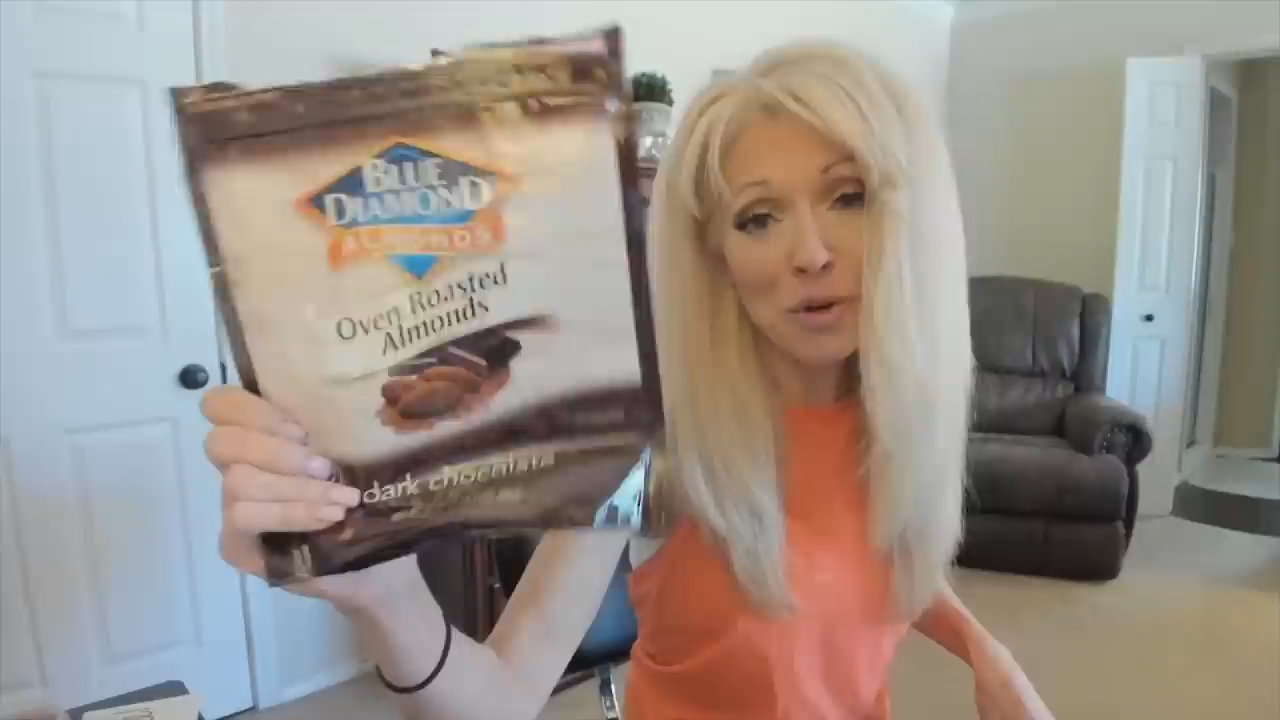 BLUE
DIAMOND
ALMONDS
Oven Roasted
Almonds
dark chocolate